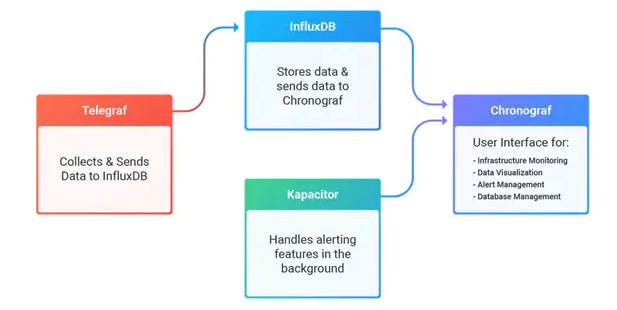 Telegraf
Collects & Sends
Data to InfluxDB
InfluxDB
Stores data &
sends data to
Chronograf
Kapacitor
Handles alerting
features in the
background
Chronograf
User Interface for:
- Infrastructure Monitoring
- Data Visualization
- Alert Management
- Database Management